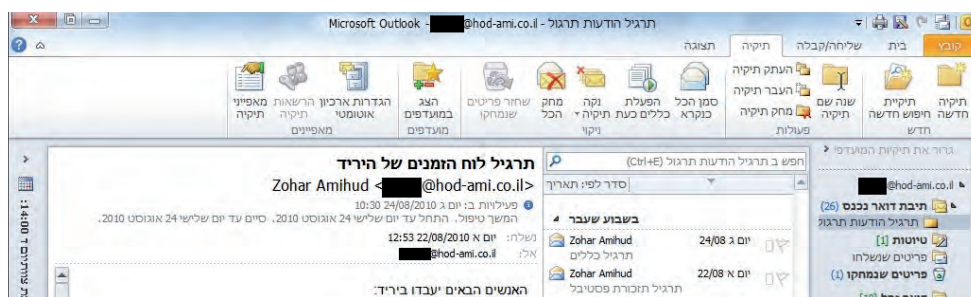 תרגיל הודעות תרגול - @hod-ami.co.il - Microsoft Outlook
קובץ בית שליחה/קבלה תיקיה תצוגה
תיקיה חדשה
תיקיית חיפוש חדשה
חדש
שנה שם תיקיה
העתק תיקיה
העבר תיקיה
מחק תיקיה
פעולות
סמן הכל כנקרא
הפעלת כללים כעת
נקה תיקיה
מחק הכל
שחזור פריטים שנמחקו
ניקוי
הצג במועדפים
מועדפים
הגדרות ארכיון אוטומטי
הרשאות תיקיה
מאפייני תיקיה
מאפיינים
גרור את תיקיות המועדפי
@hod-ami.co.il
תיבת דואר נכנס (26)
תרגיל הודעות תרגול
טיוטות [1]
פריטים שנשלחו
פריטים שנמחקו (1)
חפש ב תרגיל הודעות תרגול (Ctrl+E)
סדר לפי: תאריך
בשבוע שעבר
Zohar Amihud יום ג 24/08
תרגיל כללים
Zohar Amihud יום א 22/08
תרגיל תזכורת פסטיבל
תרגיל לוח הזמנים של היריד
Zohar Amihud <@hod-ami.co.il>
פעילויות ב: יום ג 24/08/2010 10:30
המשך טיפול. התחל עד יום שלישי 24 אוגוסט 2010. סיים עד יום שלישי 24 אוגוסט 2010.
נשלח: יום א 22/08/2010 12:53
אל: @hod-ami.co.il
האנשים הבאים יעבדו ביריד: